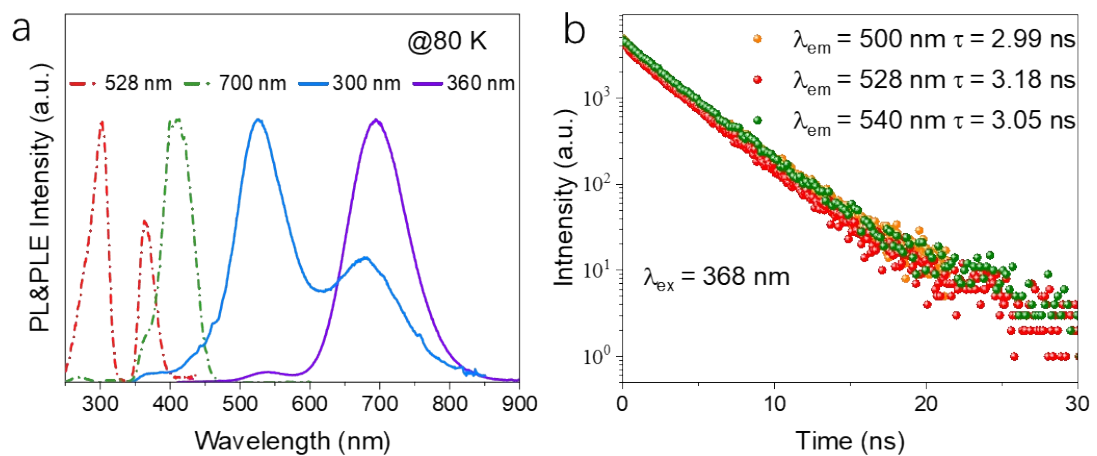 a
@80 K
528 nm 700 nm 300 nm 360 nm
PL&PLE Intensity (a.u.)
300 400 500 600 700 800 900
Wavelength (nm)
b
λem = 500 nm τ = 2.99 ns
λem = 528 nm τ = 3.18 ns
λem = 540 nm τ = 3.05 ns
λex = 368 nm
Intnensity (a.u.)
10³
10²
10¹
10⁰
0 10 20 30
Time (ns)